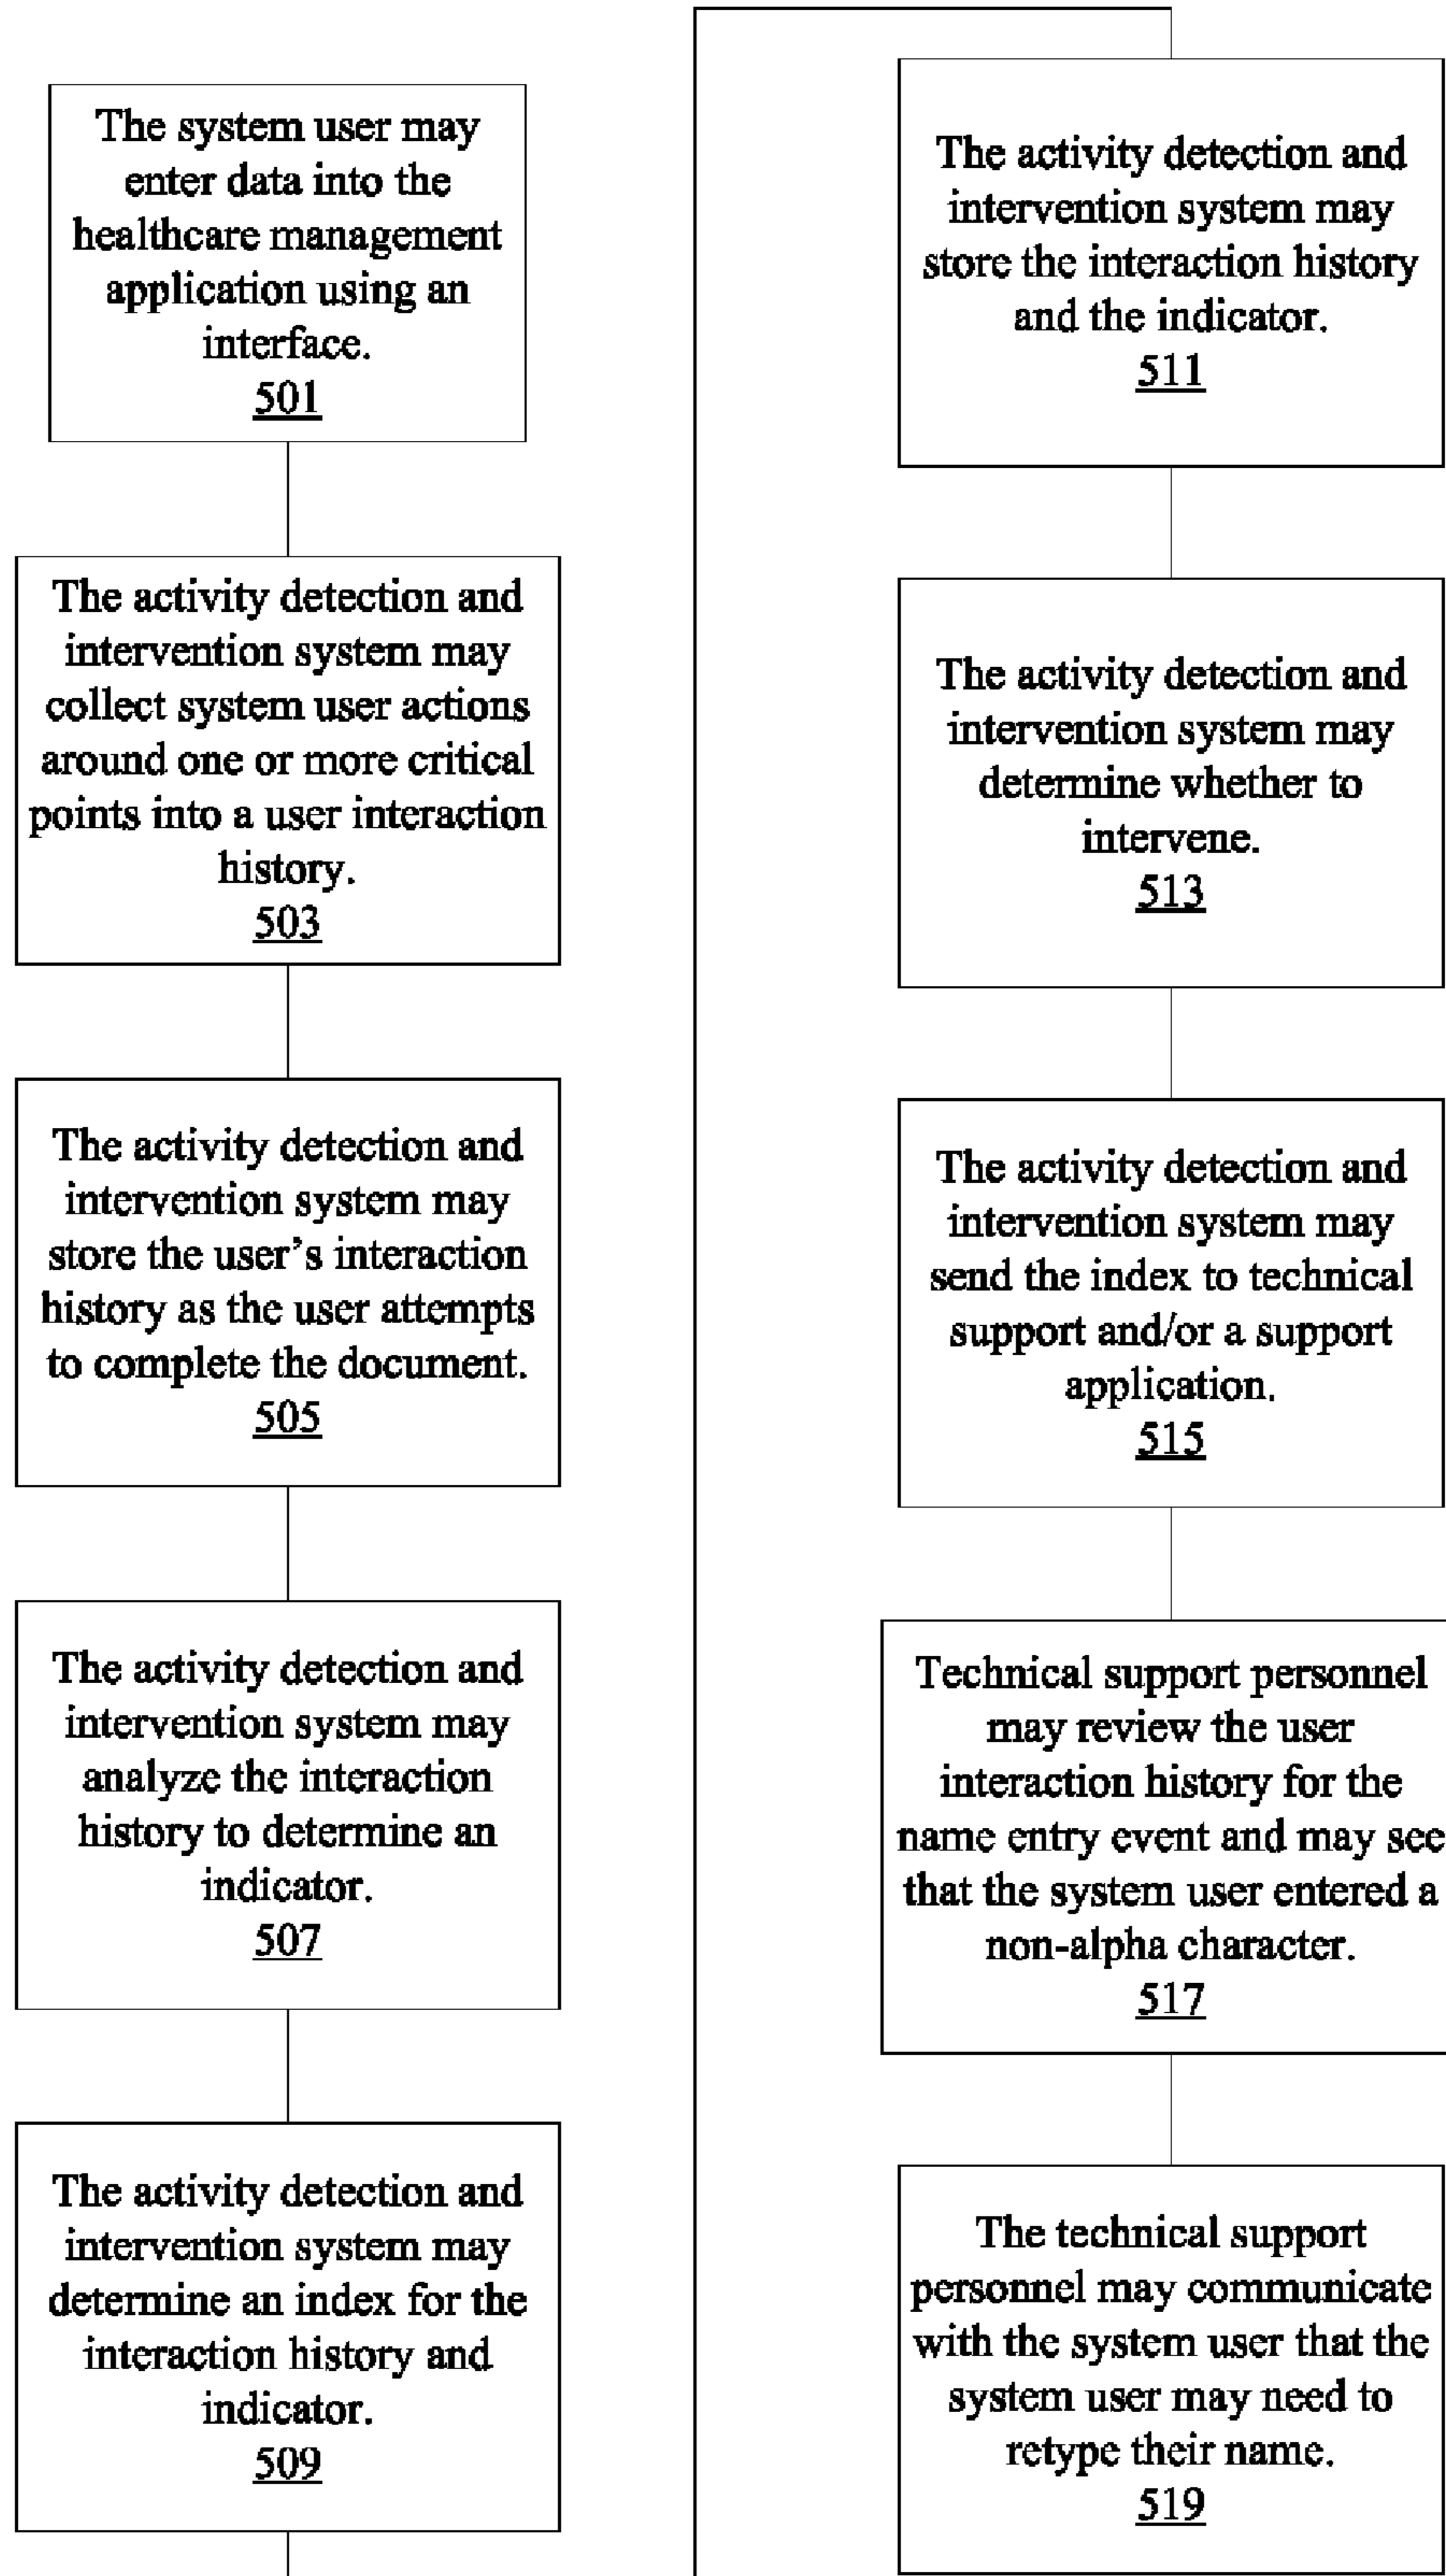 The system user may
enter data into the
healthcare management
application using an
interface.
501
The activity detection and
intervention system may
collect system user actions
around one or more critical
points into a user interaction
history.
503
The activity detection and
intervention system may
store the user’s interaction
history as the user attempts
to complete the document.
505
The activity detection and
intervention system may
analyze the interaction
history to determine an
indicator.
507
The activity detection and
intervention system may
determine an index for the
interaction history and
indicator.
509
The activity detection and
intervention system may
store the interaction history
and the indicator.
511
The activity detection and
intervention system may
determine whether to
intervene.
513
The activity detection and
intervention system may
send the index to technical
support and/or a support
application.
515
Technical support personnel
may review the user
interaction history for the
name entry event and may see
that the system user entered a
non-alpha character.
517
The technical support
personnel may communicate
with the system user that the
system user may need to
retype their name.
519